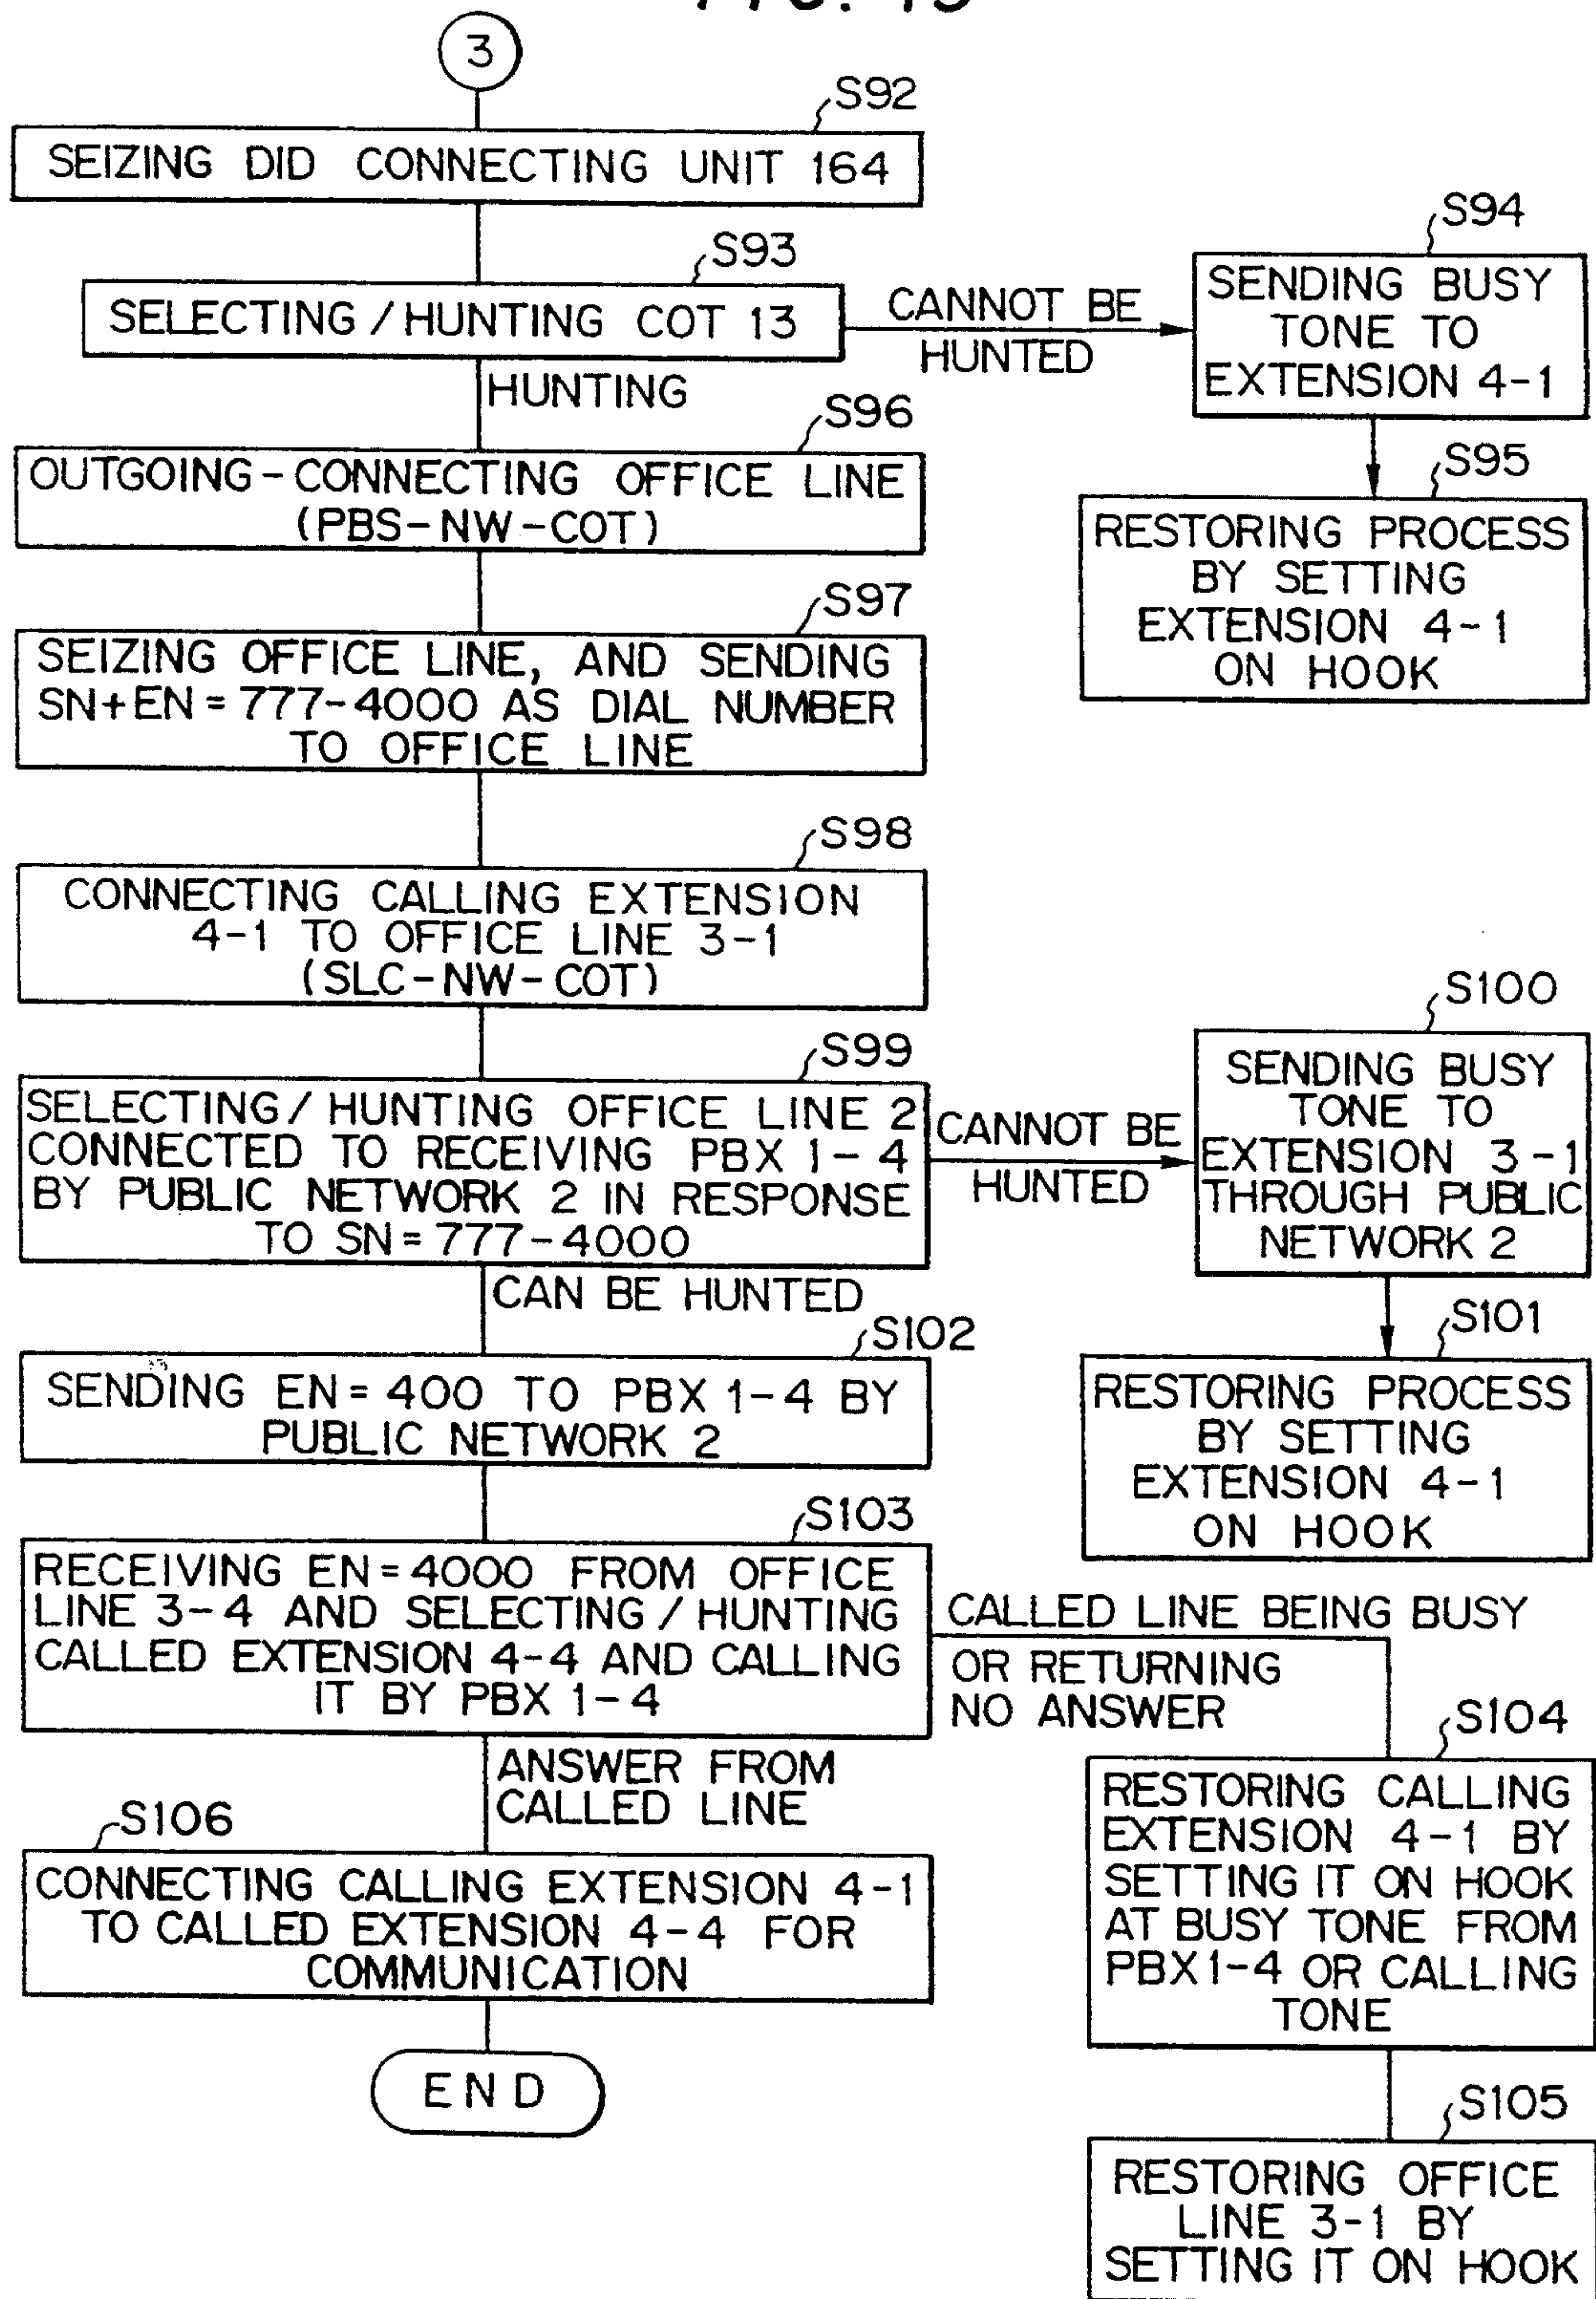 FIG. 15
3
S92
SEIZING DID CONNECTING UNIT 164
S93
SELECTING / HUNTING COT 13
CANNOT BE
HUNTED
S94
SENDING BUSY
TONE TO
EXTENSION 4-1
HUNTING
S95
RESTORING PROCESS
BY SETTING
EXTENSION 4-1
ON HOOK
S96
OUTGOING-CONNECTING OFFICE LINE
(PBS-NW-COT)
S97
SEIZING OFFICE LINE, AND SENDING
SN+EN=777-4000 AS DIAL NUMBER
TO OFFICE LINE
S98
CONNECTING CALLING EXTENSION
4-1 TO OFFICE LINE 3-1
(SLC-NW-COT)
S99
SELECTING/HUNTING OFFICE LINE 2
CONNECTED TO RECEIVING PBX 1-4
BY PUBLIC NETWORK 2 IN RESPONSE
TO SN=777-4000
CANNOT BE
HUNTED
S100
SENDING BUSY
TONE TO
EXTENSION 3-1
THROUGH PUBLIC
NETWORK 2
CAN BE HUNTED
S101
RESTORING PROCESS
BY SETTING
EXTENSION 4-1
ON HOOK
S102
SENDING EN=400 TO PBX 1-4 BY
PUBLIC NETWORK 2
S103
RECEIVING EN=4000 FROM OFFICE
LINE 3-4 AND SELECTING/HUNTING
CALLED EXTENSION 4-4 AND CALLING
IT BY PBX 1-4
CALLED LINE BEING BUSY
OR RETURNING
NO ANSWER
S104
RESTORING CALLING
EXTENSION 4-1 BY
SETTING IT ON HOOK
AT BUSY TONE FROM
PBX1-4 OR CALLING
TONE
ANSWER FROM
CALLED LINE
S106
CONNECTING CALLING EXTENSION 4-1
TO CALLED EXTENSION 4-4 FOR
COMMUNICATION
END
S105
RESTORING OFFICE
LINE 3-1 BY
SETTING IT ON HOOK